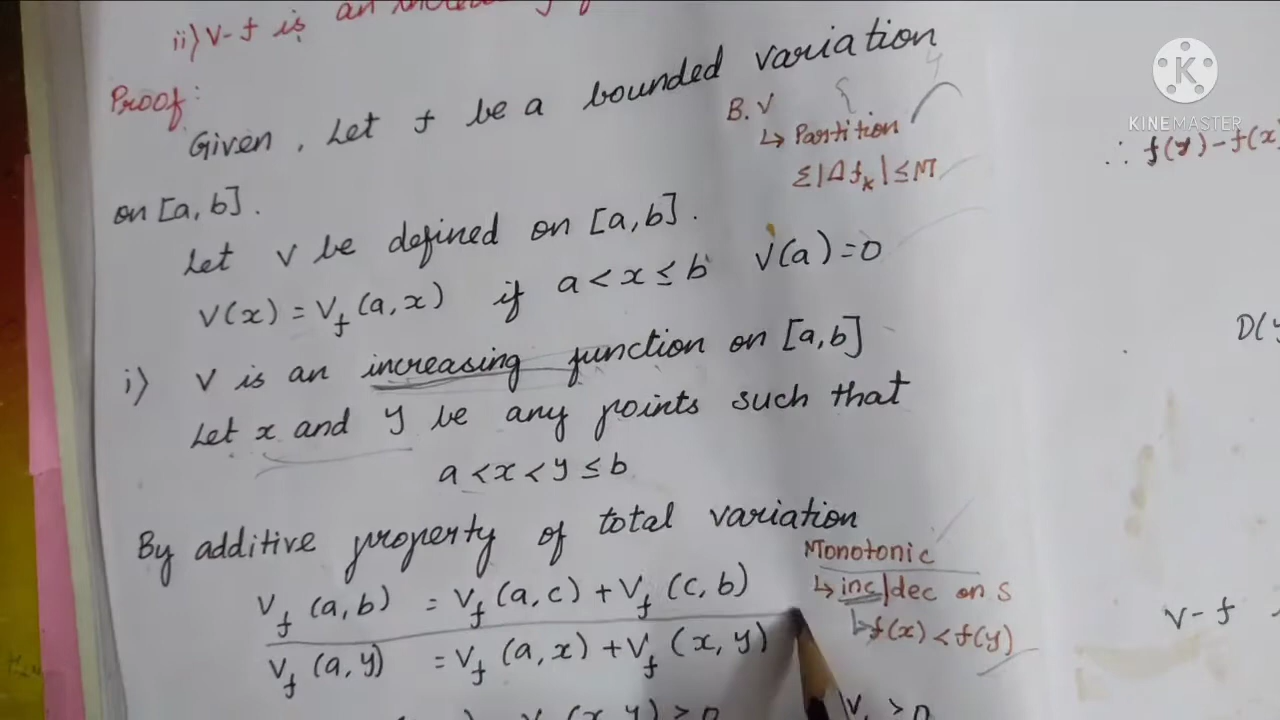 ii) V-f is an
Proof:
Given, Let f be a bounded variation
on [a,b].
B.V
↳ Partition
Σ|Δf_k| ≤ M
Let V be defined on [a,b].
V(x) = V_f (a,x) if a < x ≤ b V(a) = 0
i) V is an increasing function on [a,b]
Let x and y be any points such that
a < x < y ≤ b
By additive property of total variation
V_f (a,b) = V_f (a,c) + V_f (c,b)
V_f (a,y) = V_f (a,x) + V_f (x,y)
Monotonic
↳ inc/dec on S
↳ f(x) < f(y)
KINEMASTER
∴ f(y) - f(x)
D(y
V - f